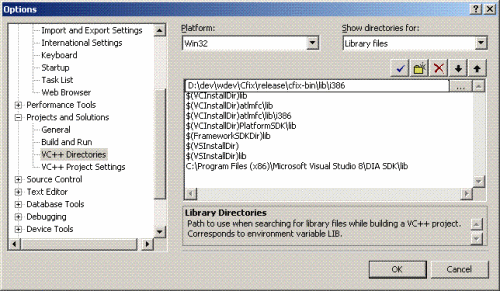 Options
Import and Export Settings
International Settings
Keyboard
Startup
Task List
Web Browser
Performance Tools
Projects and Solutions
General
Build and Run
VC++ Directories
VC++ Project Settings
Source Control
Text Editor
Database Tools
Debugging
Device Tools
Platform:
Show directories for:
Win32
Library files
D:\dev\wdev\Cfix\release\cfix-bin\lib\i386
...
$(VCInstallDir)lib
$(VCInstallDir)atlmfc\lib
$(VCInstallDir)atlmfc\lib\i386
$(VCInstallDir)PlatformSDK\lib
$(FrameworkSDKDir)lib
$(VSInstallDir)
$(VSInstallDir)lib
C:\Program Files (x86)\Microsoft Visual Studio 8\DIA SDK\lib
Library Directories
Path to use when searching for library files while building a VC++ project.
Corresponds to environment variable LIB.
OK
Cancel